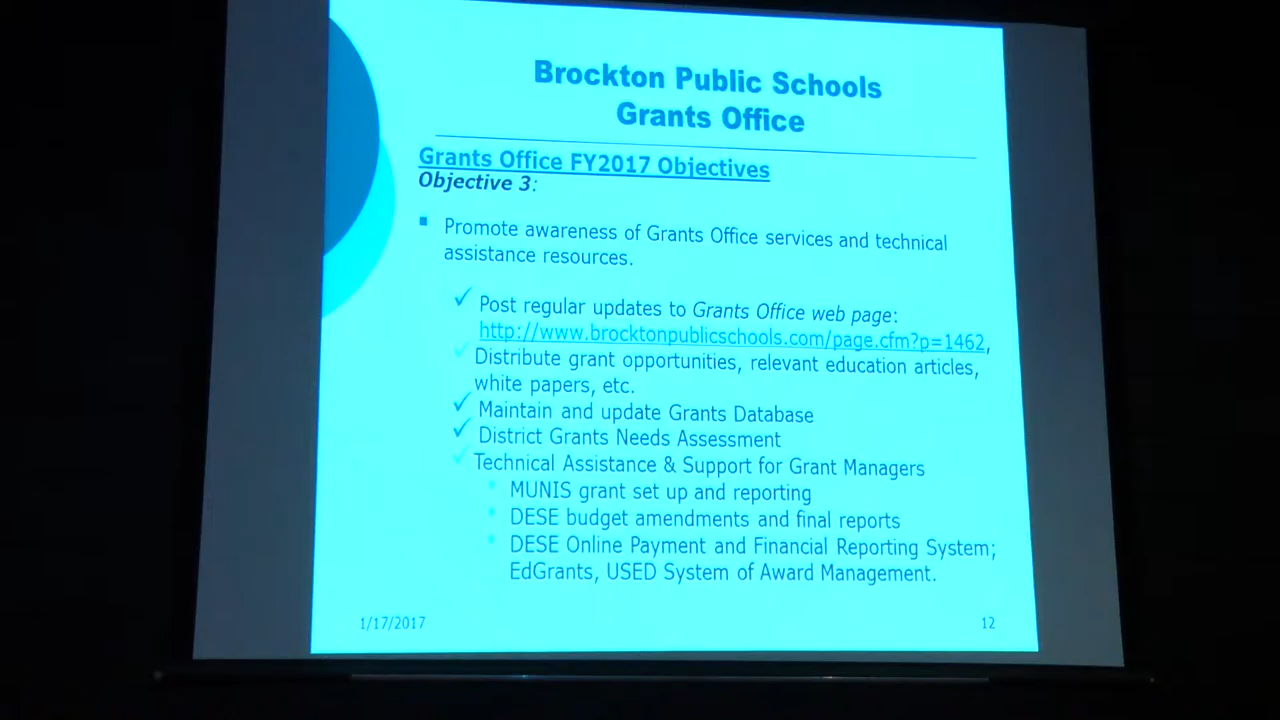 Brockton Public Schools
Grants Office
Grants Office FY2017 Objectives
Objective 3:
▪ Promote awareness of Grants Office services and technical
assistance resources.
✓ Post regular updates to Grants Office web page:
http://www.brocktonpublicschools.com/page.cfm?p=1462,
✓ Distribute grant opportunities, relevant education articles,
white papers, etc.
✓ Maintain and update Grants Database
✓ District Grants Needs Assessment
✓ Technical Assistance & Support for Grant Managers
• MUNIS grant set up and reporting
• DESE budget amendments and final reports
• DESE Online Payment and Financial Reporting System;
EdGrants, USED System of Award Management.
1/17/2017
12